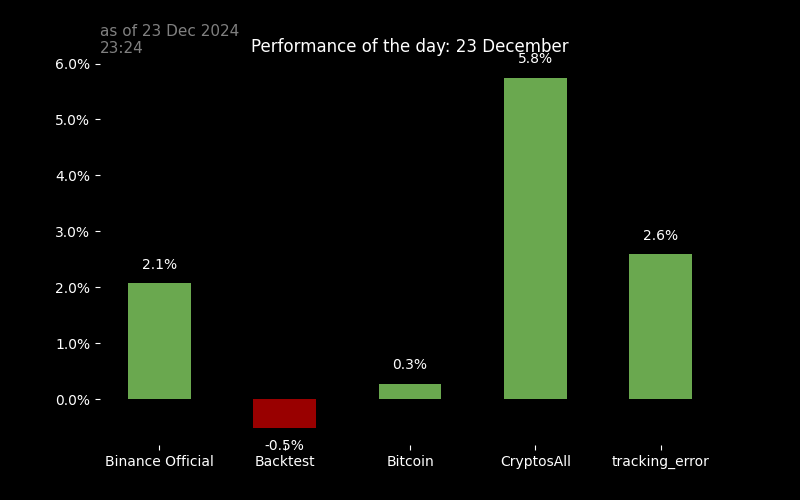 as of 23 Dec 2024
23:24
Performance of the day: 23 December
6.0%
5.0%
4.0%
3.0%
2.0%
1.0%
0.0%
2.1%
-0.5%
0.3%
5.8%
2.6%
Binance Official
Backtest
Bitcoin
CryptosAll
tracking_error